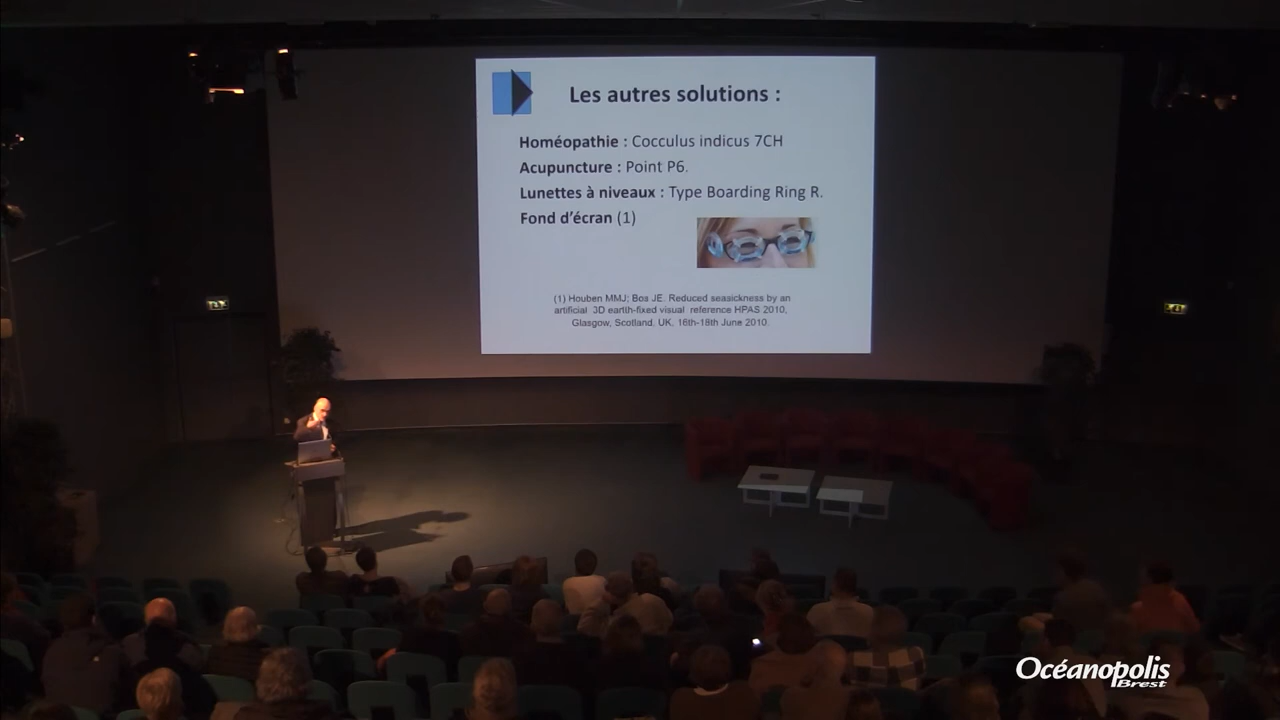 Les autres solutions :
Homéopathie : Cocculus indicus 7CH
Acupuncture : Point P6.
Lunettes à niveaux : Type Boarding Ring R.
Fond d'écran (1)
(1) Houben MMJ; Bos JE. Reduced seasickness by an
artificial 3D earth-fixed visual reference HPAS 2010,
Glasgow, Scotland, UK, 16th-18th June 2010.
Océanopolis
Brest